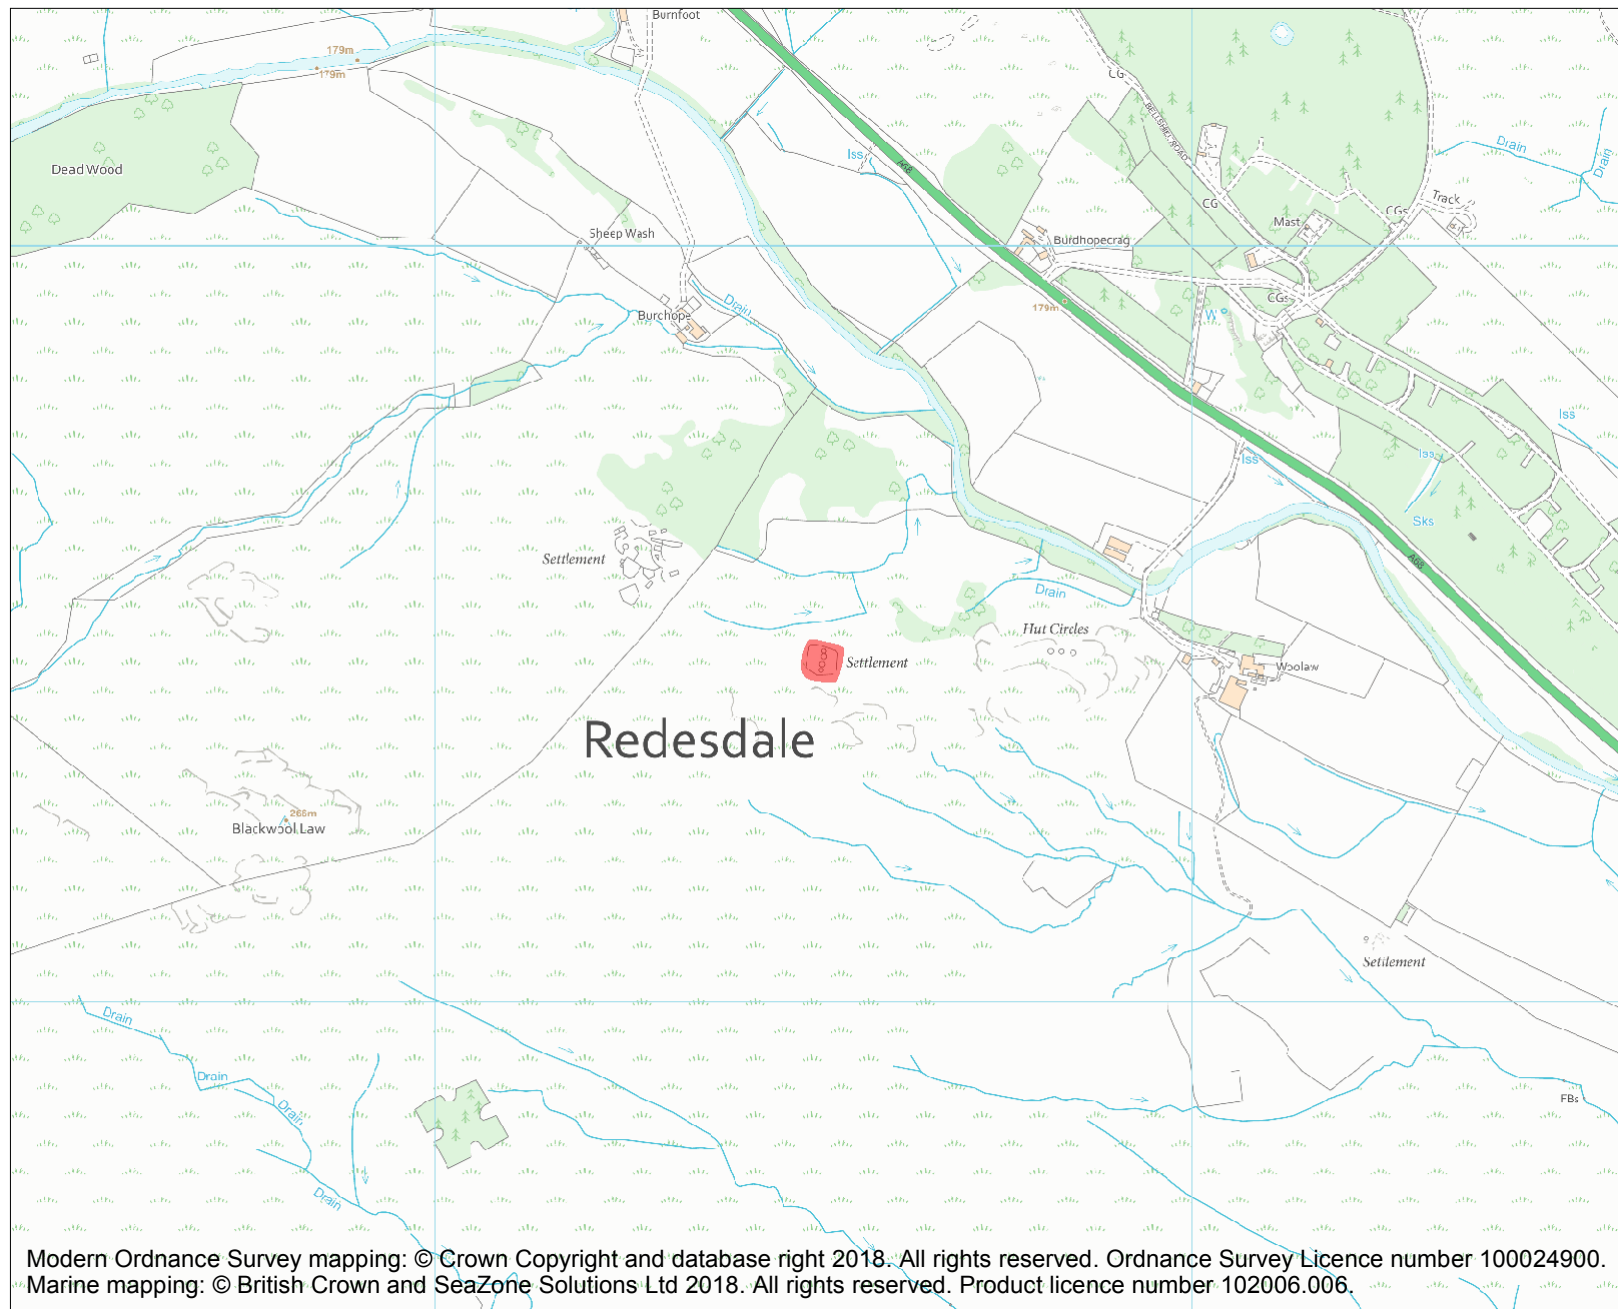 Burnfoot
179m
179m
CG
BELLSHIEL ROAD
Iss
A68
Drain
Drain
Dead Wood
CG
Track
CGs
Mast
Sheep Wash
Burdhopecrag
CGs
Drain
179m
W
Burchope
Iss
Iss
Iss
Sks
Settlement
A68
Drain
Hut Circles
Settlement
Woolaw
Redesdale
266m
Blackwool Law
Settlement
Drain
Drain
Drain
FBs
Drain
Modern Ordnance Survey mapping: © Crown Copyright and database right 2018. All rights reserved. Ordnance Survey Licence number 100024900.
Marine mapping: © British Crown and SeaZone Solutions Ltd 2018. All rights reserved. Product licence number 102006.006.